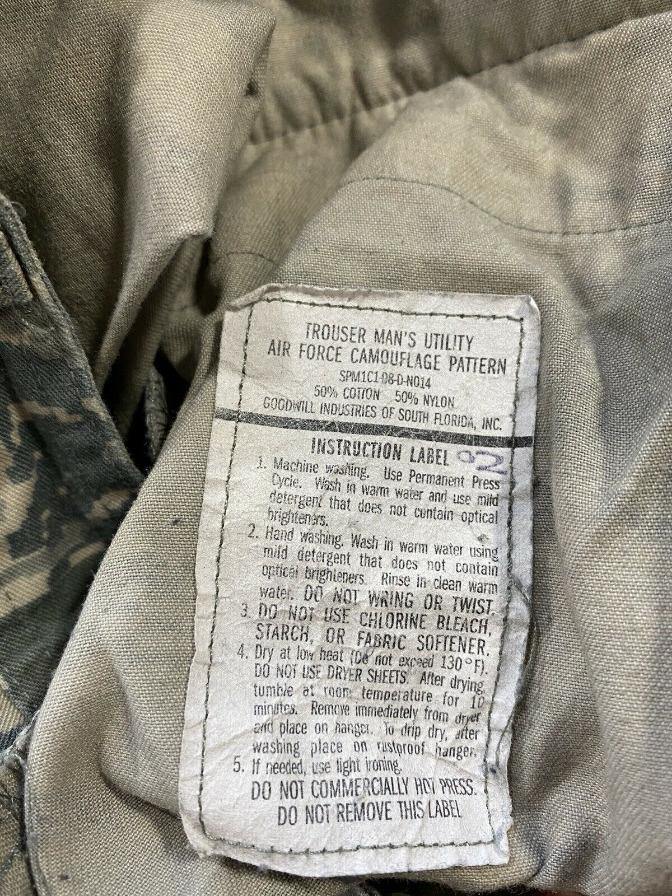 TROUSER MAN'S UTILITY
AIR FORCE CAMOUFLAGE PATTERN
SPM1C1-08-D-N014
50% COTTON 50% NYLON
GOODWILL INDUSTRIES OF SOUTH FLORIDA, INC.
INSTRUCTION LABEL
1. Machine washing. Use Permanent Press
Cycle. Wash in warm water and use mild
detergent that does not contain optical
brighteners.
2. Hand washing. Wash in warm water using
mild detergent that does not contain
optical brighteners. Rinse in clean warm
water. DO NOT WRING OR TWIST.
3. DO NOT USE CHLORINE BLEACH,
STARCH, OR FABRIC SOFTENER.
4. Dry at low heat (Do not exceed 130°F).
DO NOT USE DRYER SHEETS. After drying,
tumble at room temperature for 10
minutes. Remove immediately from dryer
and place on hanger. To drip dry, after
washing place on rustproof hanger.
5. If needed, use light ironing.
DO NOT COMMERCIALLY HOT PRESS.
DO NOT REMOVE THIS LABEL